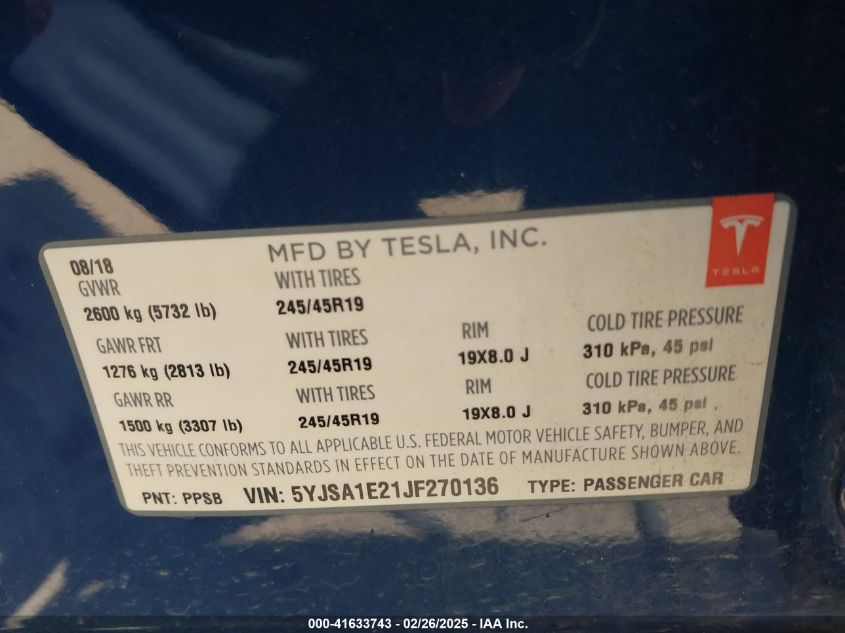 MFD BY TESLA, INC.
TESLA
08/18
GVWR WITH TIRES
2600 kg (5732 lb) 245/45R19
GAWR FRT WITH TIRES RIM COLD TIRE PRESSURE
1276 kg (2813 lb) 245/45R19 19X8.0 J 310 kPa, 45 psi
GAWR RR WITH TIRES RIM COLD TIRE PRESSURE
1500 kg (3307 lb) 245/45R19 19X8.0 J 310 kPa, 45 psi
THIS VEHICLE CONFORMS TO ALL APPLICABLE U.S. FEDERAL MOTOR VEHICLE SAFETY, BUMPER, AND
THEFT PREVENTION STANDARDS IN EFFECT ON THE DATE OF MANUFACTURE SHOWN ABOVE.
PNT: PPSB VIN: 5YJSA1E21JF270136 TYPE: PASSENGER CAR
000-41633743 / 02/26/2025 - ©IAA Inc.